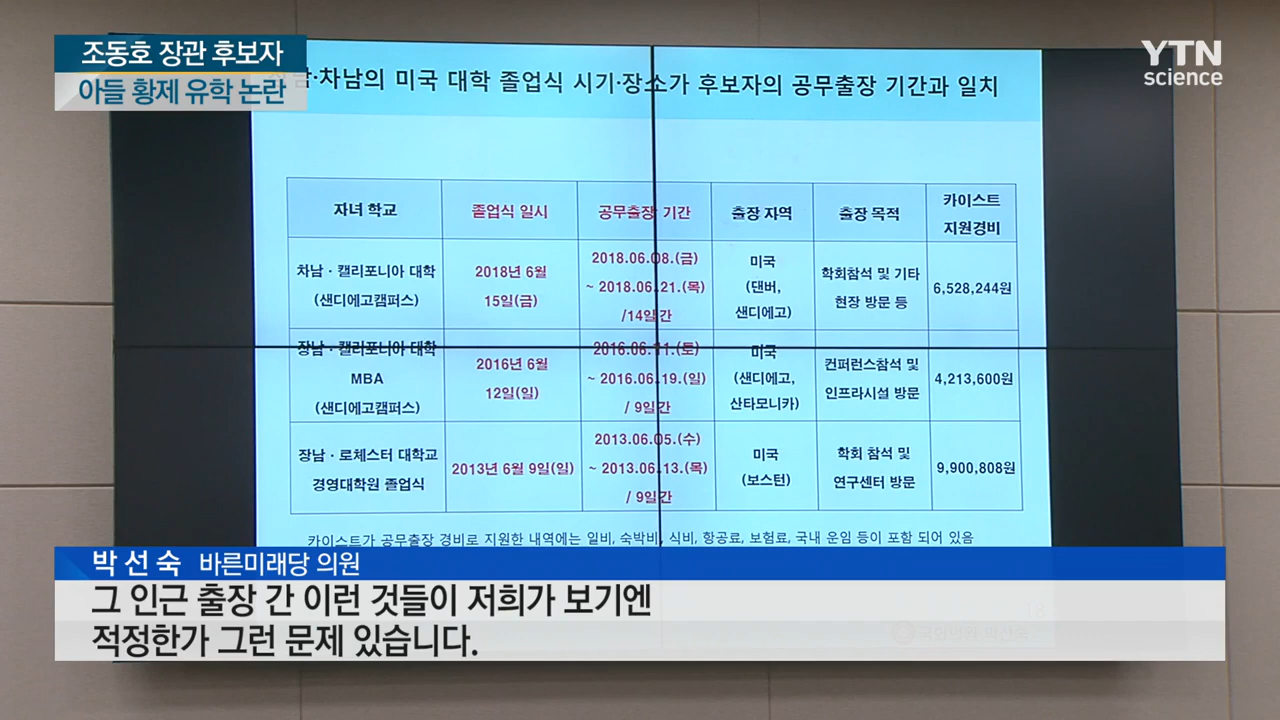 조동호 장관 후보자
아들 황제 유학 논란
YTN
science
·차남의 미국 대학 졸업식 시기·장소가 후보자의 공무출장 기간과 일치
자녀 학교
졸업식 일시
공무출장 기간
출장 자역
출장 목적
카이스트
지원경비
차남 · 캘리포니아 대학
(샌디에고캠퍼스)
2018년 6월
15일(금)
2018.06.08.(금)
~ 2018.06.21.(목)
/14일간
미국
(댄버,
샌디에고)
학회참석 및 기타
현장 방문 등
6,528,244원
장남 · 캘리포니아 대학
MBA
(샌디에고캠퍼스)
2016년 6월
12일(일)
2016.06.11.(토)
~ 2016.06.19.(일)
/ 9일간
미국
(샌디에고,
산타모니카)
컨퍼런스참석 및
인프라시설 방문
4,213,600원
장남 · 로체스터 대학교
경영대학원 졸업식
2013년 6월 9일(일)
2013.06.05.(수)
~ 2013.06.13.(목)
/ 9일간
미국
(보스턴)
학회 참석 및
연구센터 방문
9,900,808원
카이스트가 공무출장 경비로 지원한 내역에는 일비, 숙박비, 식비, 항공료, 보험료, 국내 운임 등이 포함 되어 있음
박선숙 바른미래당 의원
그 인근 출장 간 이런 것들이 저희가 보기엔
적정한가 그런 문제 있습니다.
18
국회의원 박선숙